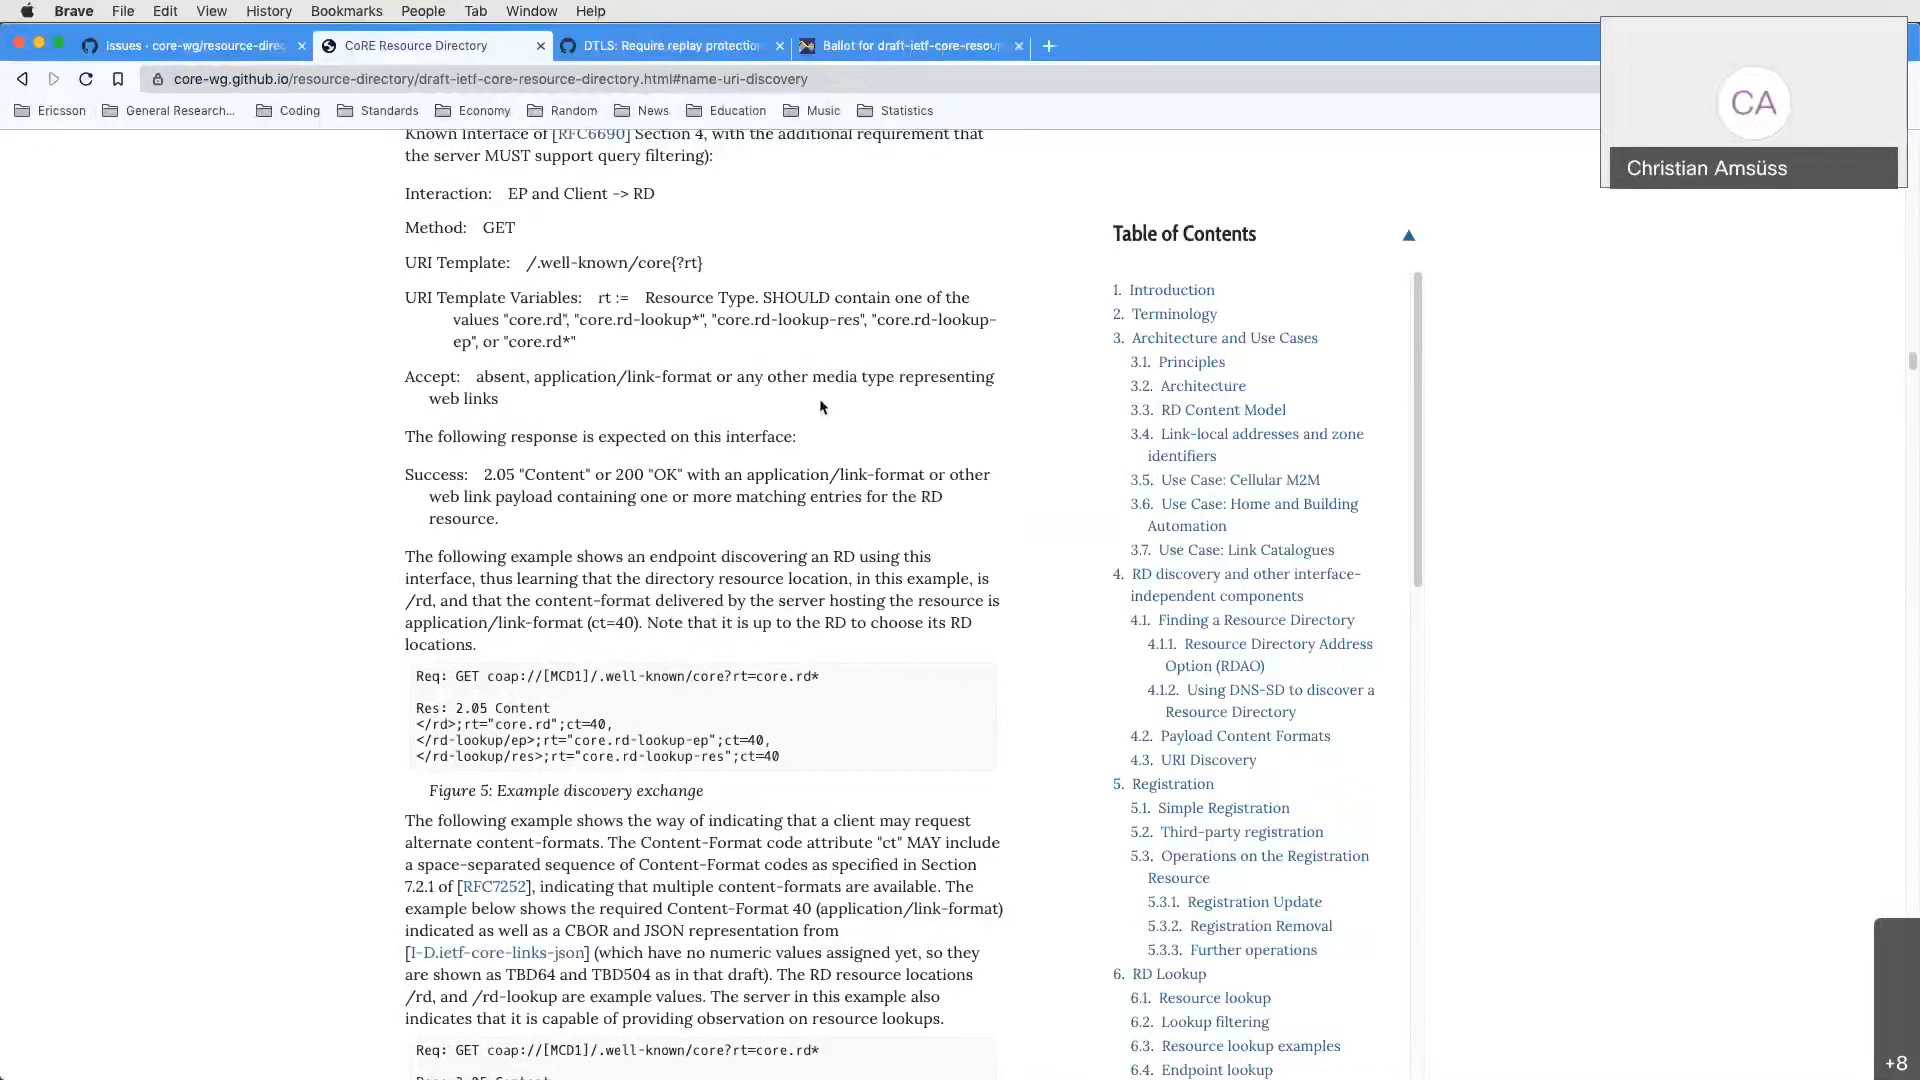 Brave File Edit View History Bookmarks People Tab Window Help
Issues · core-wg/resource-dire
CoRE Resource Directory
DTLS: Require replay protection
Ballot for draft-ietf-core-resou
core-wg.github.io/resource-directory/draft-ietf-core-resource-directory.html#name-uri-discovery
Ericsson General Research... Coding Standards Economy Random News Education Music Statistics
CA
Christian Amsüss
Known Interface of [RFC6690] Section 4, with the additional requirement that
the server MUST support query filtering):
Interaction: EP and Client -> RD
Method: GET
URI Template: /.well-known/core{?rt}
URI Template Variables: rt := Resource Type. SHOULD contain one of the
values "core.rd", "core.rd-lookup*", "core.rd-lookup-res", "core.rd-lookup-
ep", or "core.rd*"
Accept: absent, application/link-format or any other media type representing
web links
The following response is expected on this interface:
Success: 2.05 "Content" or 200 "OK" with an application/link-format or other
web link payload containing one or more matching entries for the RD
resource.
The following example shows an endpoint discovering an RD using this
interface, thus learning that the directory resource location, in this example, is
/rd, and that the content-format delivered by the server hosting the resource is
application/link-format (ct=40). Note that it is up to the RD to choose its RD
locations.
Req: GET coap://[MCD1]/.well-known/core?rt=core.rd*
Res: 2.05 Content
</rd>;rt="core.rd";ct=40,
</rd-lookup/ep>;rt="core.rd-lookup-ep";ct=40,
</rd-lookup/res>;rt="core.rd-lookup-res";ct=40
Figure 5: Example discovery exchange
The following example shows the way of indicating that a client may request
alternate content-formats. The Content-Format code attribute "ct" MAY include
a space-separated sequence of Content-Format codes as specified in Section
7.2.1 of [RFC7252], indicating that multiple content-formats are available. The
example below shows the required Content-Format 40 (application/link-format)
indicated as well as a CBOR and JSON representation from
[I-D.ietf-core-links-json] (which have no numeric values assigned yet, so they
are shown as TBD64 and TBD504 as in that draft). The RD resource locations
/rd, and /rd-lookup are example values. The server in this example also
indicates that it is capable of providing observation on resource lookups.
Req: GET coap://[MCD1]/.well-known/core?rt=core.rd*
Table of Contents
1. Introduction
2. Terminology
3. Architecture and Use Cases
3.1. Principles
3.2. Architecture
3.3. RD Content Model
3.4. Link-local addresses and zone
identifiers
3.5. Use Case: Cellular M2M
3.6. Use Case: Home and Building
Automation
3.7. Use Case: Link Catalogues
4. RD discovery and other interface-
independent components
4.1. Finding a Resource Directory
4.1.1. Resource Directory Address
Option (RDAO)
4.1.2. Using DNS-SD to discover a
Resource Directory
4.2. Payload Content Formats
4.3. URI Discovery
5. Registration
5.1. Simple Registration
5.2. Third-party registration
5.3. Operations on the Registration
Resource
5.3.1. Registration Update
5.3.2. Registration Removal
5.3.3. Further operations
6. RD Lookup
6.1. Resource lookup
6.2. Lookup filtering
6.3. Resource lookup examples
6.4. Endpoint lookup
+8